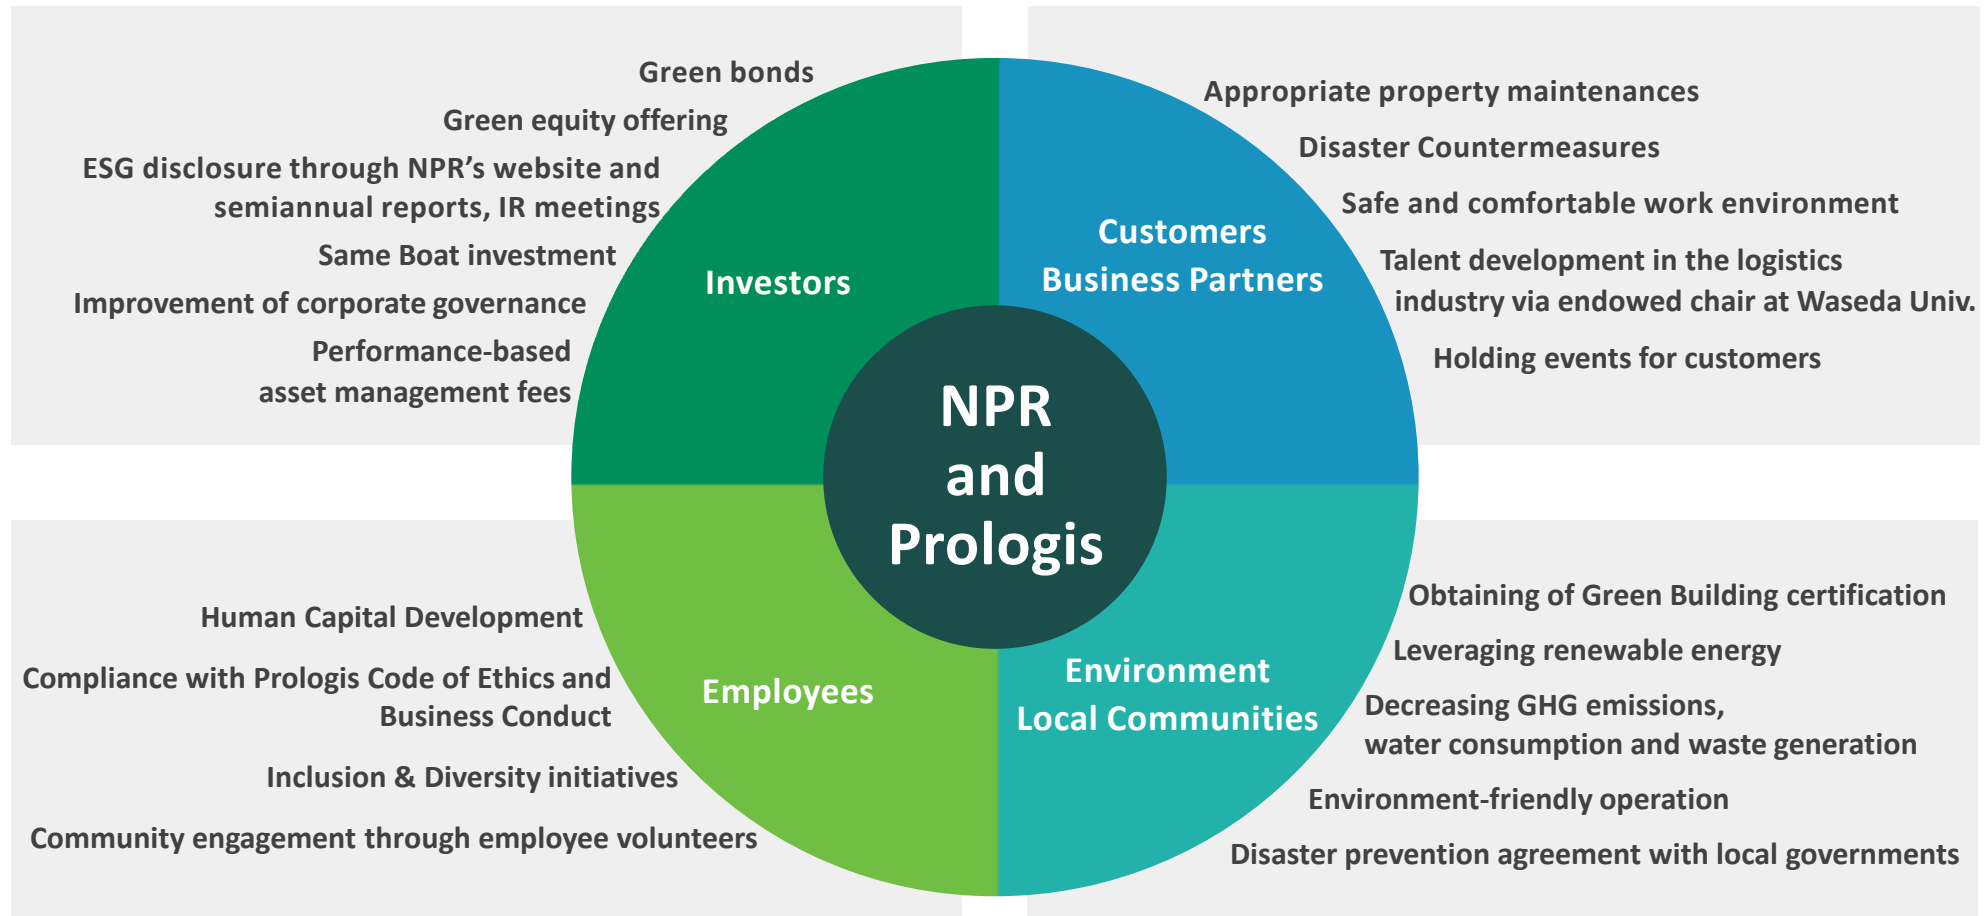 Green bonds
Green equity offering
ESG disclosure through NPR’s website and
semiannual reports, IR meetings
Same Boat investment
Improvement of corporate governance
Performance-based
asset management fees
Investors
Customers
Business Partners
Appropriate property maintenances
Disaster Countermeasures
Safe and comfortable work environment
Talent development in the logistics
industry via endowed chair at Waseda Univ.
Holding events for customers
NPR
and
Prologis
Human Capital Development
Compliance with Prologis Code of Ethics and
Business Conduct
Inclusion & Diversity initiatives
Community engagement through employee volunteers
Employees
Environment
Local Communities
Obtaining of Green Building certification
Leveraging renewable energy
Decreasing GHG emissions,
water consumption and waste generation
Environment-friendly operation
Disaster prevention agreement with local governments